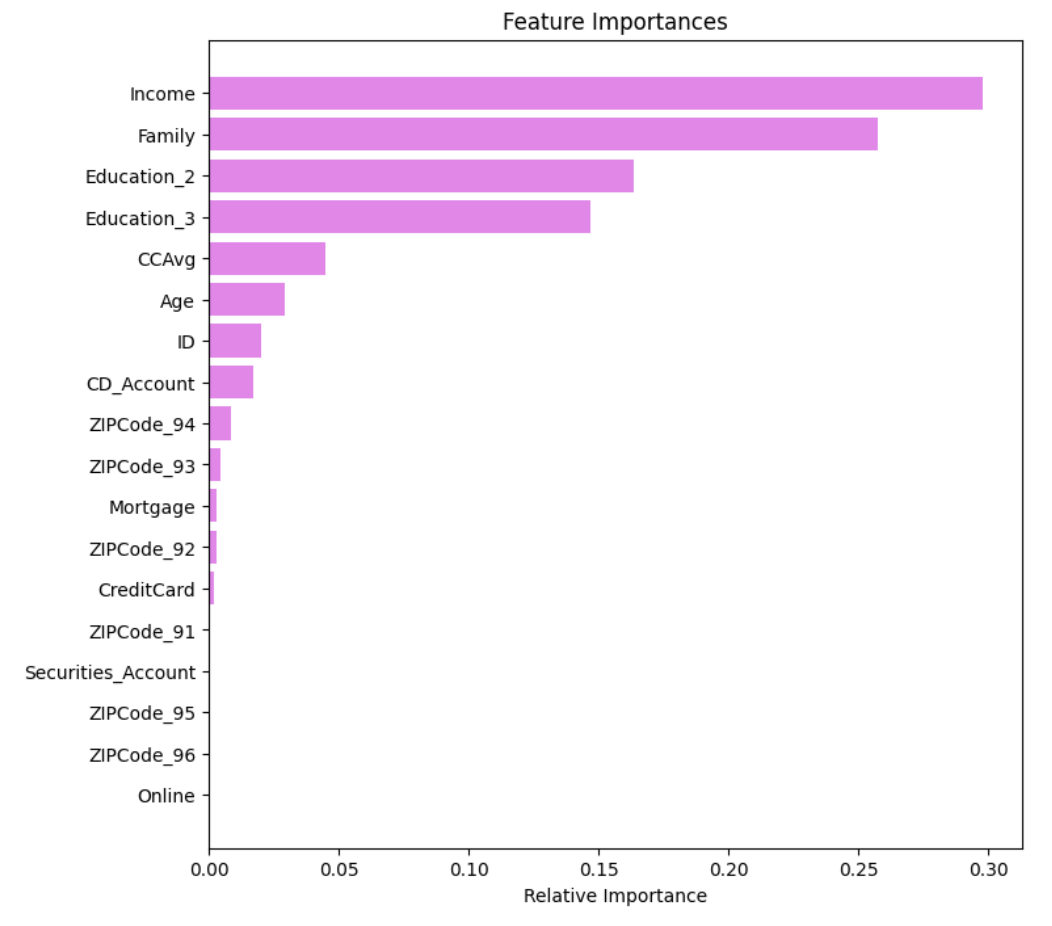 Feature Importances
Income
Family
Education_2
Education_3
CCAvg
Age
ID
CD_Account
ZIPCode_94
ZIPCode_93
Mortgage
ZIPCode_92
CreditCard
ZIPCode_91
Securities_Account
ZIPCode_95
ZIPCode_96
Online
0.00 0.05 0.10 0.15 0.20 0.25 0.30
Relative Importance